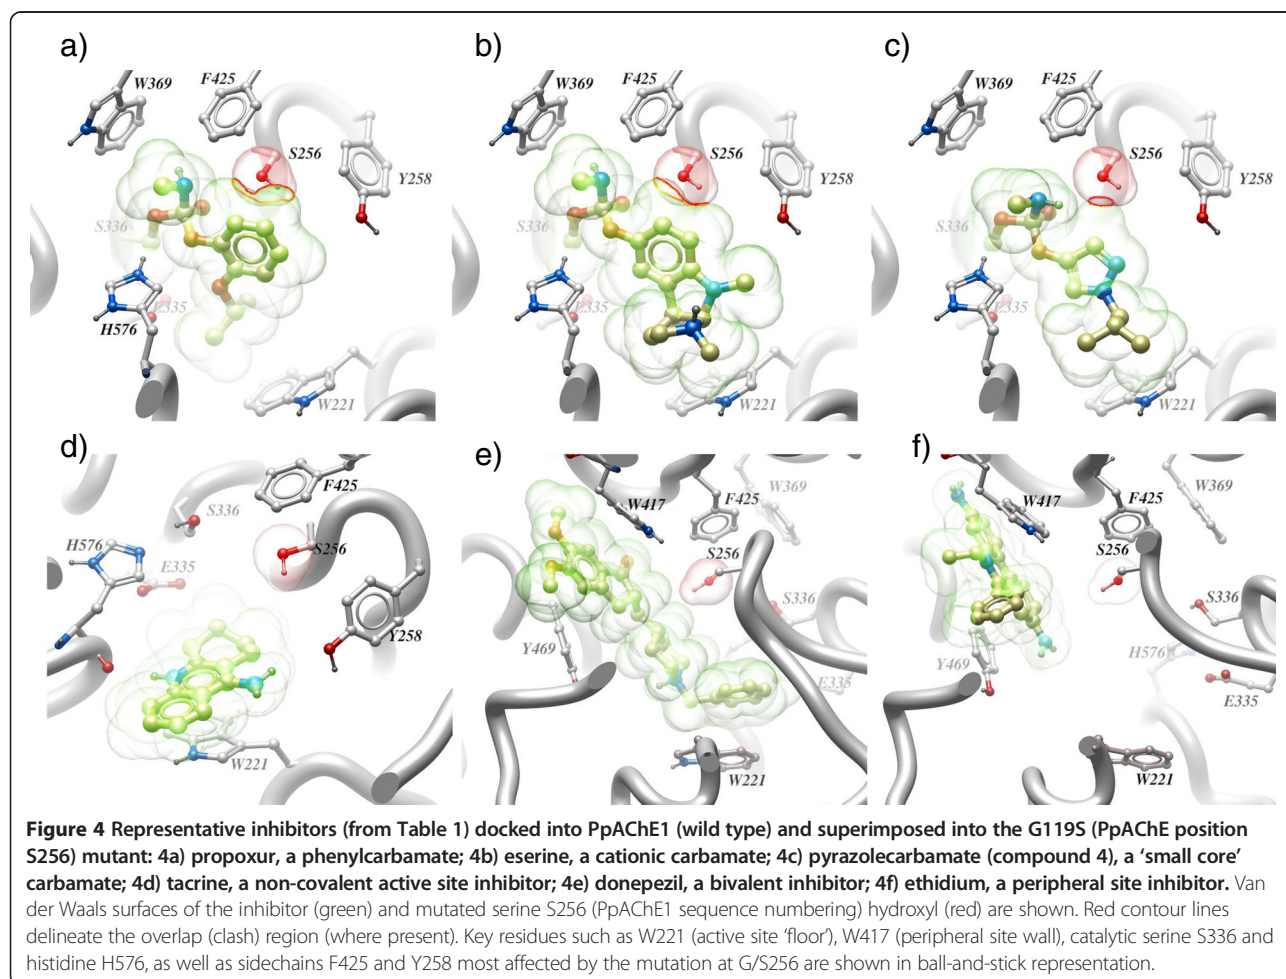 a)
W369
F425
S256
Y258
S336
H576
E335
W221
b)
W369
F425
S256
Y258
S336
H576
E335
W221
c)
W369
F425
S256
Y258
S336
H576
E335
W221
d)
F425
S336
H576
S256
E335
Y258
W221
e)
W417
F425
W369
S256
S336
Y469
E335
W221
f)
W417
F425
W369
S256
S336
Y469
H576
E335
W221
Figure 4 Representative inhibitors (from Table 1) docked into PpAChE1 (wild type) and superimposed into the G119S (PpAChE position
S256) mutant: 4a) propoxur, a phenylcarbamate; 4b) eserine, a cationic carbamate; 4c) pyrazolecarbamate (compound 4), a ‘small core’
carbamate; 4d) tacrine, a non-covalent active site inhibitor; 4e) donepezil, a bivalent inhibitor; 4f) ethidium, a peripheral site inhibitor. Van
der Waals surfaces of the inhibitor (green) and mutated serine S256 (PpAChE1 sequence numbering) hydroxyl (red) are shown. Red contour lines
delineate the overlap (clash) region (where present). Key residues such as W221 (active site ‘floor’), W417 (peripheral site wall), catalytic serine S336 and
histidine H576, as well as sidechains F425 and Y258 most affected by the mutation at G/S256 are shown in ball-and-stick representation.